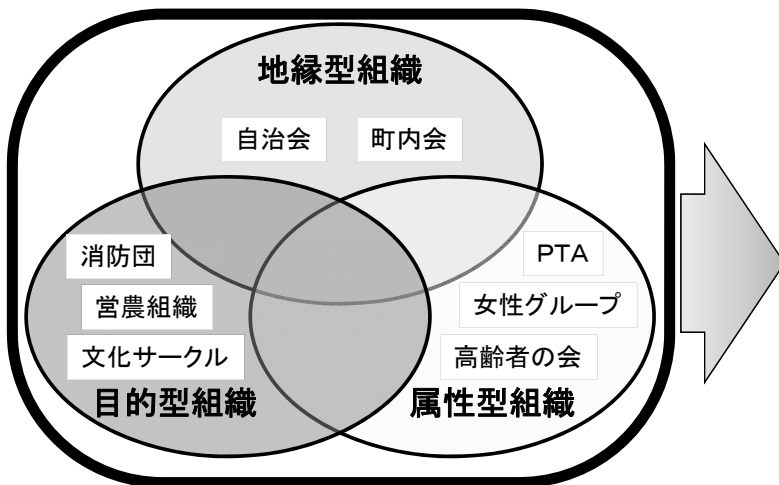 地縁型組織
自治会
町内会
消防団
営農組織
文化サークル
目的型組織
PTA
女性グループ
高齢者の会
属性型組織